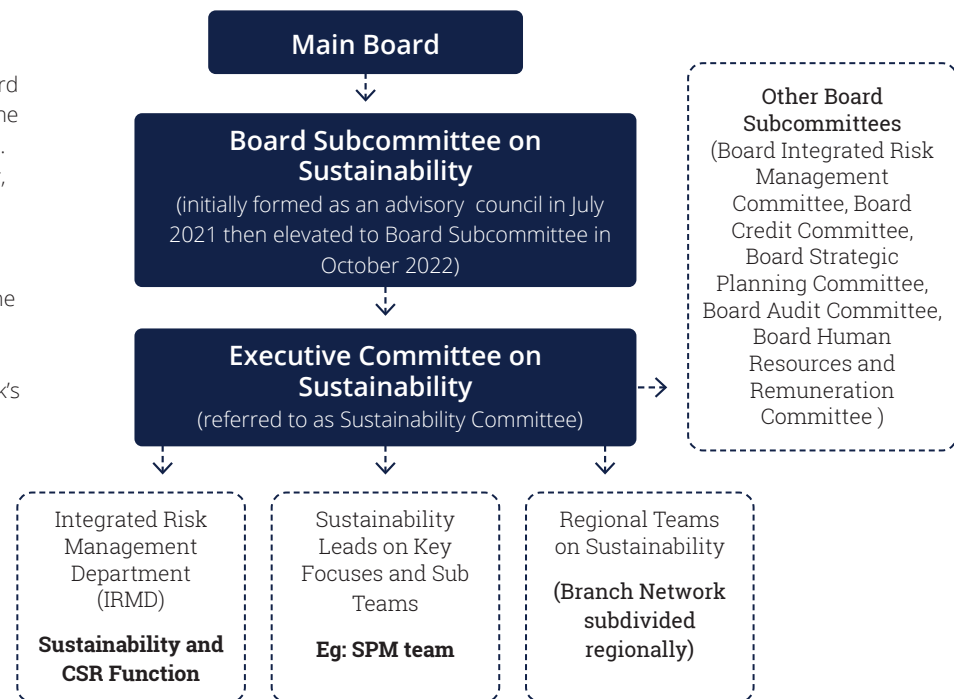 rd
ne
.
,
ne
k’s
Main Board
Board Subcommittee on
Sustainability
(initially formed as an advisory council in July
2021 then elevated to Board Subcommittee in
October 2022)
Executive Committee on
Sustainability
(referred to as Sustainability Committee)
Other Board
Subcommittees
(Board Integrated Risk
Management
Committee, Board
Credit Committee,
Board Strategic
Planning Committee,
Board Audit Committee,
Board Human
Resources and
Remuneration
Committee )
Integrated Risk
Management
Department
(IRMD)
Sustainability and
CSR Function
Sustainability
Leads on Key
Focuses and Sub
Teams
Eg: SPM team
Regional Teams
on Sustainability
(Branch Network
subdivided
regionally)